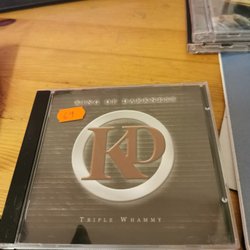 KING OF DARKNESS
KD
TRIPLE WHAMMY